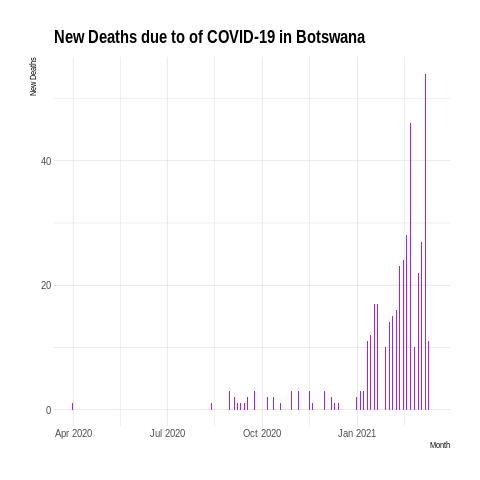 New Deaths due to of COVID-19 in Botswana
New Deaths
40
20
0
Apr 2020 Jul 2020 Oct 2020 Jan 2021
Month